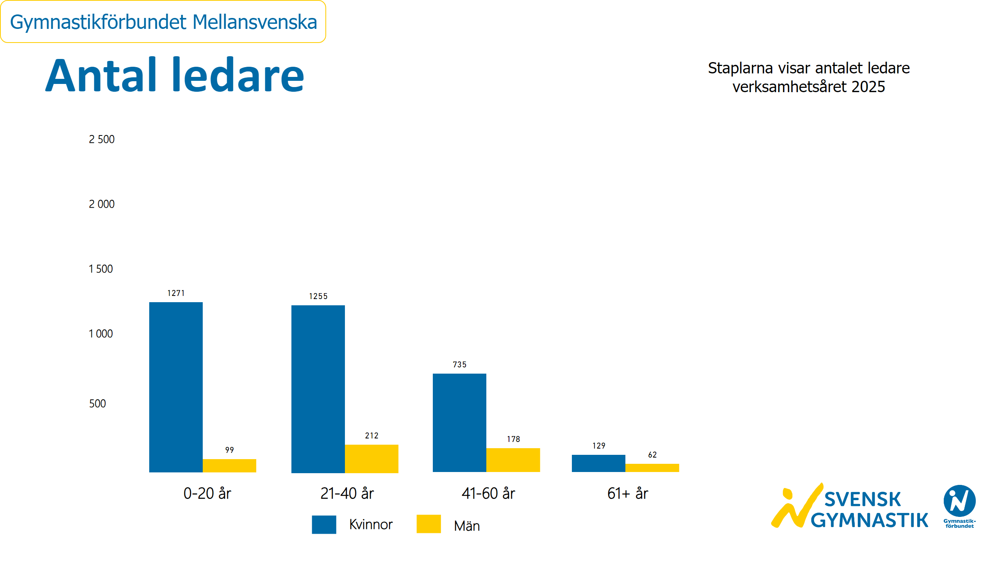 Gymnastikförbundet Mellansvenska
Antal ledare
Staplarna visar antalet ledare
verksamhetsåret 2025
2 500
2 000
1 500
1 000
500
1271
99
1255
212
735
178
129
62
0-20 år
21-40 år
41-60 år
61+ år
Kvinnor
Män
SVENSK
GYMNASTIK
Gymnastik-
förbundet